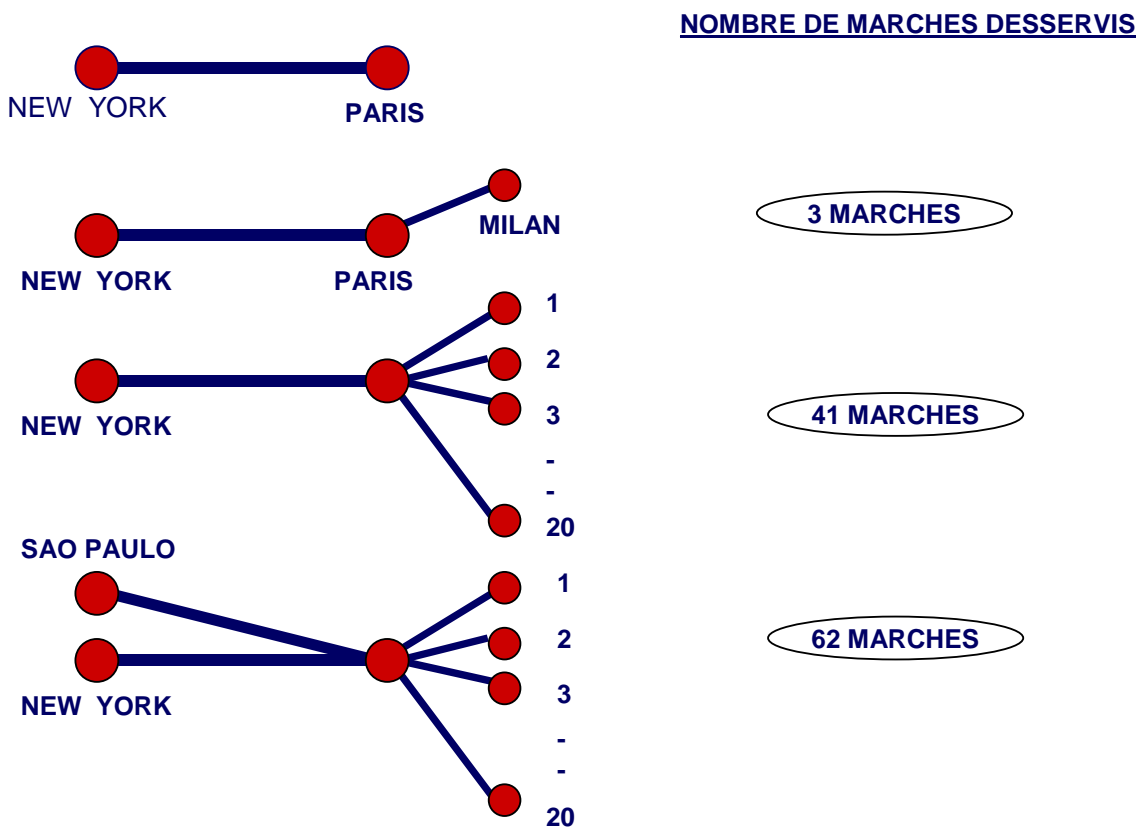 NOMBRE DE MARCHES DESSERVIS
NEW YORK
PARIS
MILAN
3 MARCHES
NEW YORK
PARIS
1
2
3
-
-
20
41 MARCHES
NEW YORK
SAO PAULO
1
2
3
-
-
20
62 MARCHES
NEW YORK